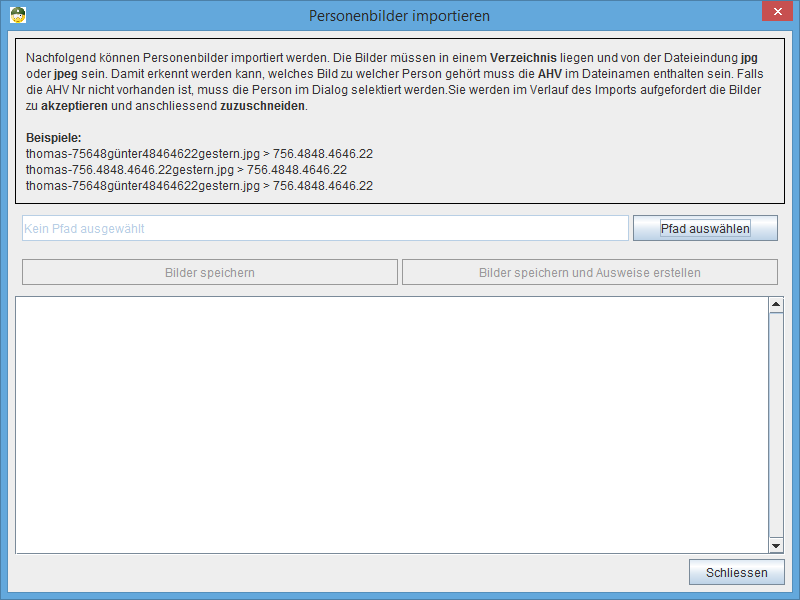 Personenbilder importieren
Nachfolgend können Personenbilder importiert werden. Die Bilder müssen in einem Verzeichnis liegen und von der Dateieindung jpg
oder jpeg sein. Damit erkennt werden kann, welches Bild zu welcher Person gehört muss die AHV im Dateinamen enthalten sein. Falls
die AHV Nr nicht vorhanden ist, muss die Person im Dialog selektiert werden.Sie werden im Verlauf des Imports aufgefordert die Bilder
zu akzeptieren und anschliessend zuzuschneiden.
Beispiele:
thomas-75648günter48464622gestern.jpg > 756.4848.4646.22
thomas-756.4848.4646.22gestern.jpg > 756.4848.4646.22
thomas-75648günter48464622gestern.jpg > 756.4848.4646.22
Kein Pfad ausgewählt
Pfad auswählen
Bilder speichern
Bilder speichern und Ausweise erstellen
Schliessen